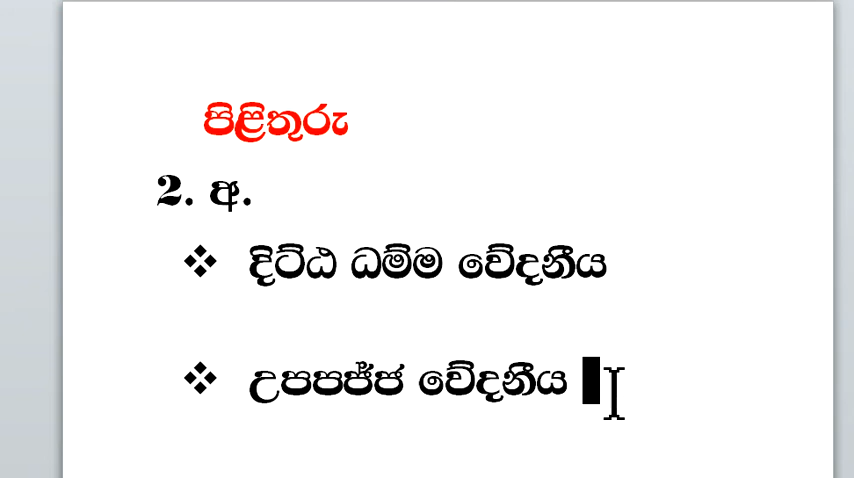 පිළිතුරු
2. අ.
❖ දිට්ඨ ධම්ම වේදනීය
❖ උපපජ්ජ වේදනීය